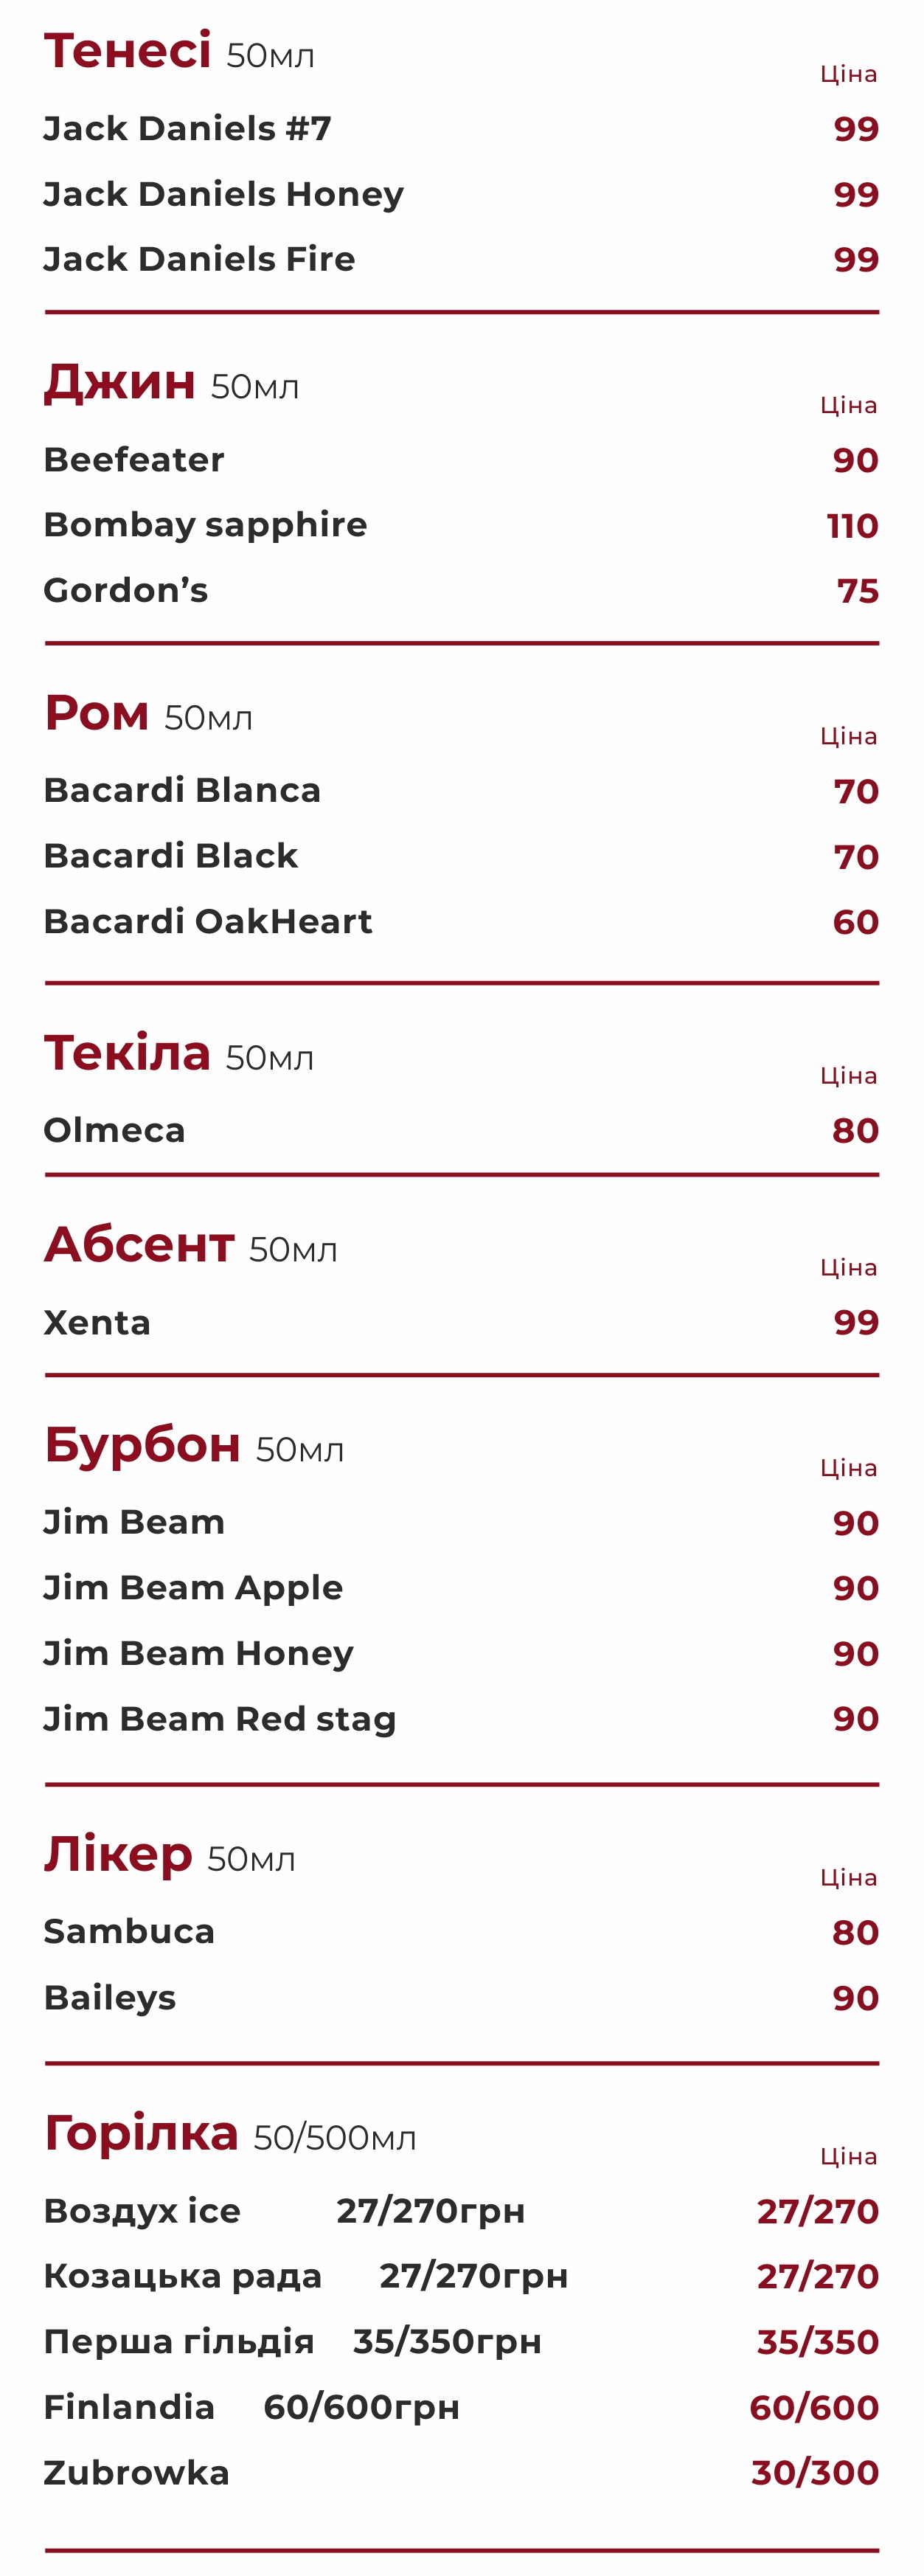 Тенесі 50мл
Ціна
Jack Daniels #7 99
Jack Daniels Honey 99
Jack Daniels Fire 99
Джин 50мл
Ціна
Beefeater 90
Bombay sapphire 110
Gordon’s 75
Ром 50мл
Ціна
Bacardi Blanca 70
Bacardi Black 70
Bacardi OakHeart 60
Текіла 50мл
Ціна
Olmeca 80
Абсент 50мл
Ціна
Xenta 99
Бурбон 50мл
Ціна
Jim Beam 90
Jim Beam Apple 90
Jim Beam Honey 90
Jim Beam Red stag 90
Лікер 50мл
Ціна
Sambuca 80
Baileys 90
Горілка 50/500мл
Ціна
Воздух ice 27/270грн 27/270
Козацька рада 27/270грн 27/270
Перша гільдія 35/350грн 35/350
Finlandia 60/600грн 60/600
Zubrowka 30/300